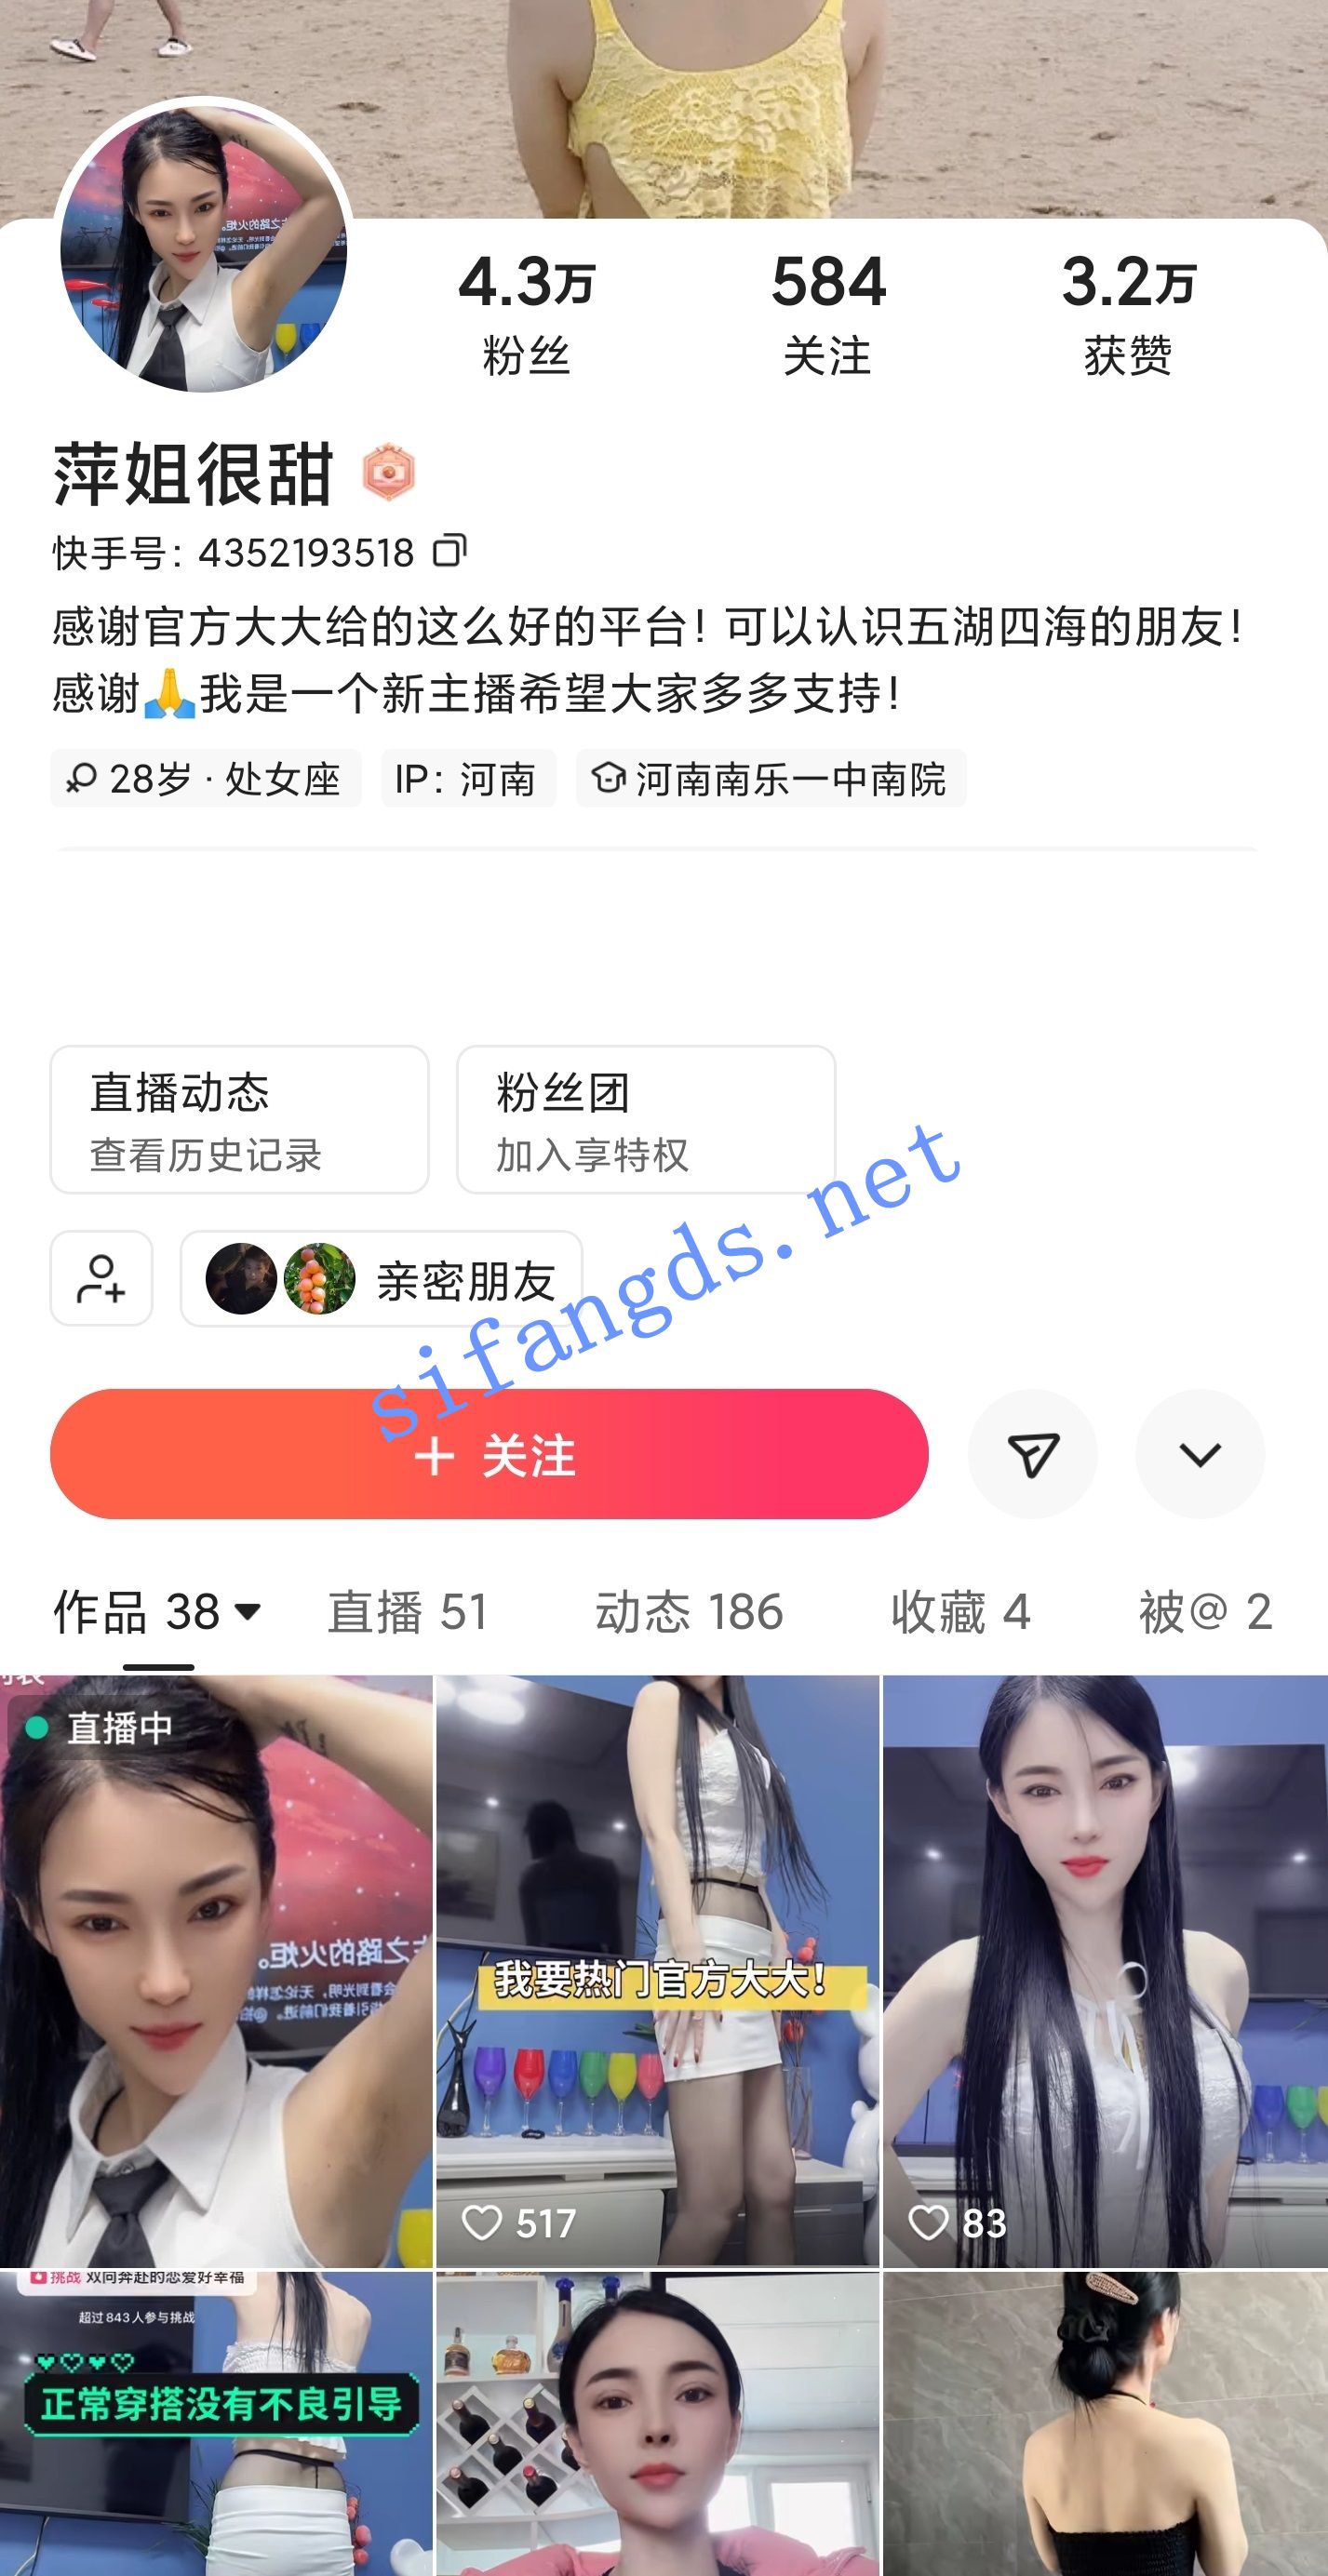 4.3万
584
3.2万
粉丝
关注
获赞
萍姐很甜
快手号：4352193518
感谢官方大大给的这么好的平台！可以认识五湖四海的朋友！
感谢🙏我是一个新主播希望大家多多支持！
28岁 · 处女座
IP：河南
河南南乐一中南院
直播动态
查看历史记录
粉丝团
加入享特权
亲密朋友
sifangds.net
+ 关注
作品 38
直播 51
动态 186
收藏 4
被@ 2
直播中
之路的火炬。
我要热门官方大大！
517
83
挑战 双向奔赴的恋爱好幸福
超过843人参与挑战
正常穿搭没有不良引导